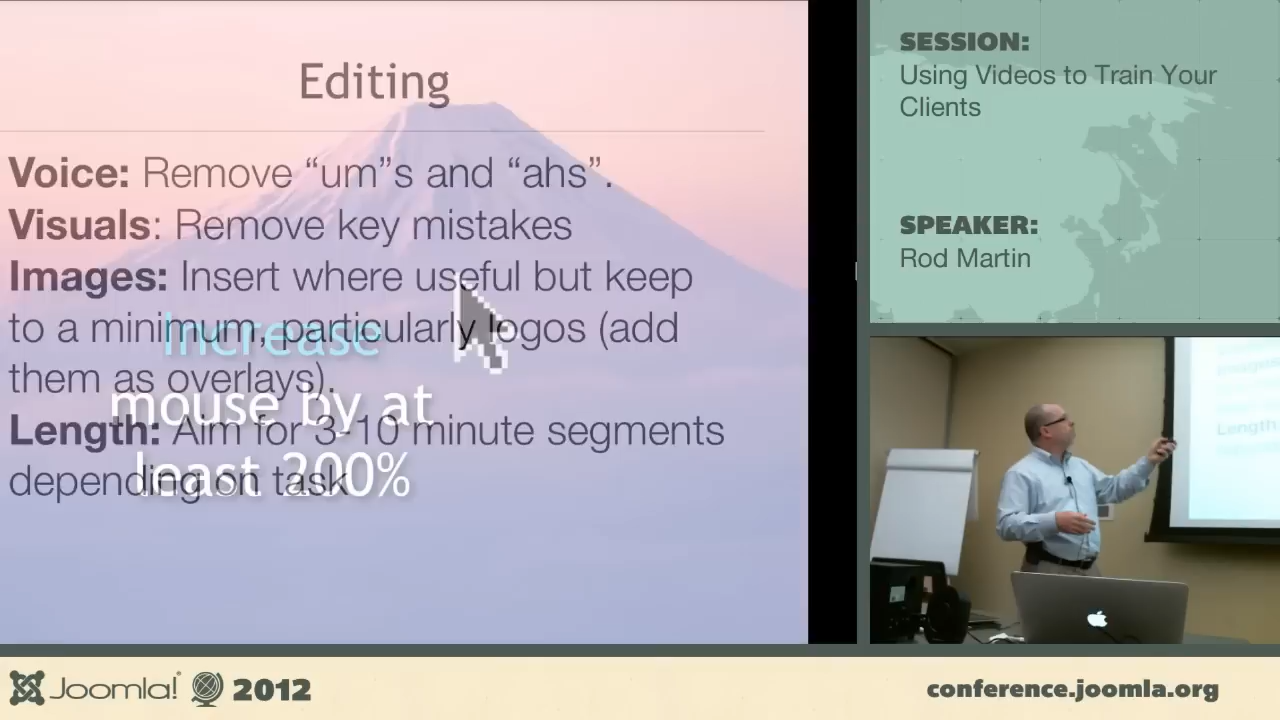 Editing
Voice: Remove “um”s and “ahs”.
Visuals: Remove key mistakes
Images: Insert where useful but keep
to a minimum, particularly logos (add
them as overlays).
Length: Aim for 3-10 minute segments
depending on task
Increase
mouse by at
least 200%
SESSION:
Using Videos to Train Your
Clients
SPEAKER:
Rod Martin
Length
Joomla! 2012
conference.joomla.org